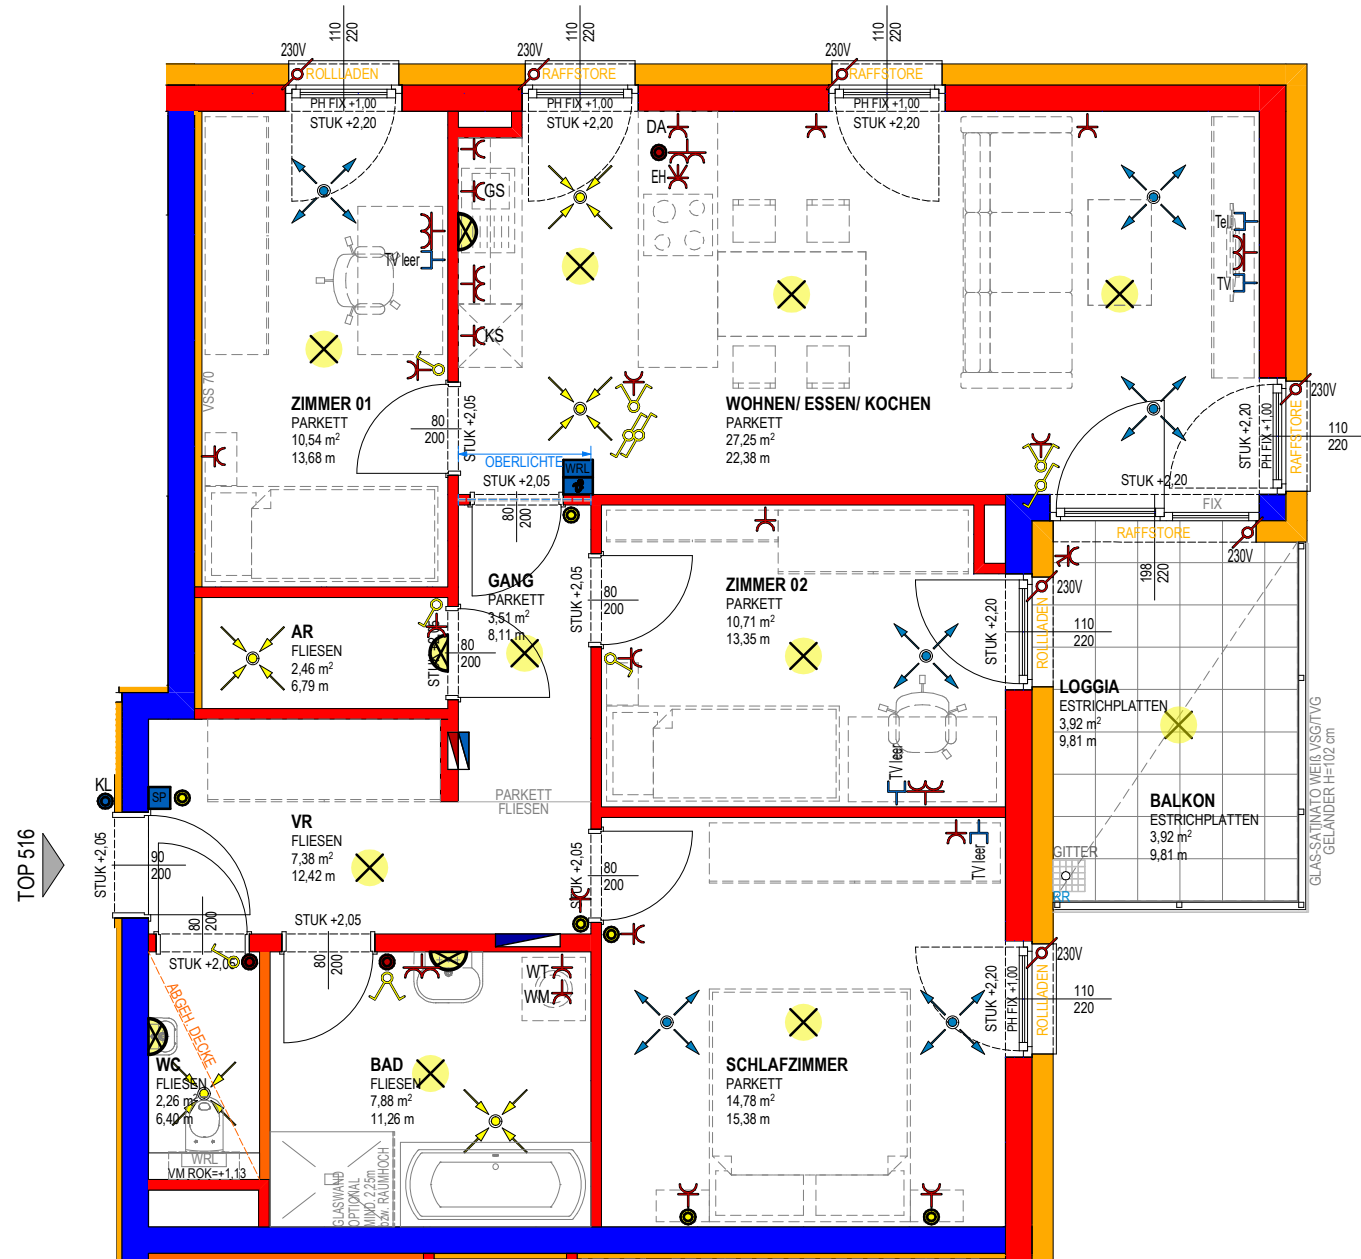 110
220
110
220
110
220
230V
ROLLLADEN
230V
RAFFSTORE
230V
RAFFSTORE
PH FIX +1,00
STUK +2,20
PH FIX +1,00
STUK +2,20
PH FIX +1,00
STUK +2,20
DA
EH
GS
KS
TV leer
Tel
TV
VSS 70
ZIMMER 01
PARKETT
10,54 m²
13,68 m
80
200
STUK +2,05
OBERLICHTE
STUK +2,05
WRL
80
200
WOHNEN/ ESSEN/ KOCHEN
PARKETT
27,25 m²
22,38 m
STUK +2,20
PH FIX +1,00
RAFFSTORE
230V
110
220
STUK +2,20
FIX
RAFFSTORE
230V
198
220
GANG
PARKETT
3,51 m²
8,11 m
STUK +2,05
80
200
AR
FLIESEN
2,46 m²
6,79 m
80
200
ZIMMER 02
PARKETT
10,71 m²
13,35 m
STUK +2,20
230V
ROLLLADEN
110
220
TV leer
LOGGIA
ESTRICHPLATTEN
3,92 m²
9,81 m
BALKON
ESTRICHPLATTEN
3,92 m²
9,81 m
GITTER
RR
GLAS-SATINATO WEIß VSG/TVG
GELÄNDER H=102 cm
KL
SP
TOP 516
STUK +2,05
90
200
VR
FLIESEN
7,38 m²
12,42 m
PARKETT
FLIESEN
STUK +2,05
80
200
TV leer
80
200
STUK +2,05
STUK +2,05
80
200
ABGEH. DECKE
WC
FLIESEN
2,26 m²
6,40 m
WRL
VM ROK=+1,13
BAD
FLIESEN
7,88 m²
11,26 m
WT
WM
GLASWAND
OPTIONAL
MIND. 2,25m
bzw. RAUMHOCH
SCHLAFZIMMER
PARKETT
14,78 m²
15,38 m
STUK +2,20
PH FIX +1,00
ROLLLADEN
230V
110
220